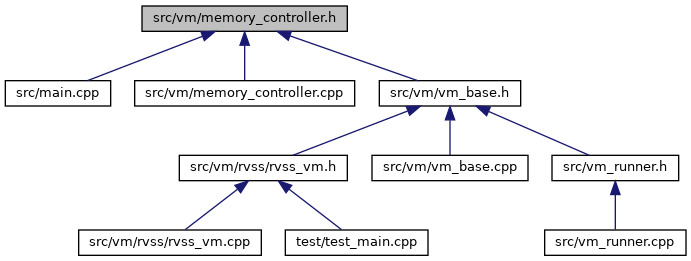 src/vm/memory_controller.h
src/main.cpp
src/vm/memory_controller.cpp
src/vm/vm_base.h
src/vm/rvss/rvss_vm.h
src/vm/vm_base.cpp
src/vm_runner.h
src/vm/rvss/rvss_vm.cpp
test/test_main.cpp
src/vm_runner.cpp